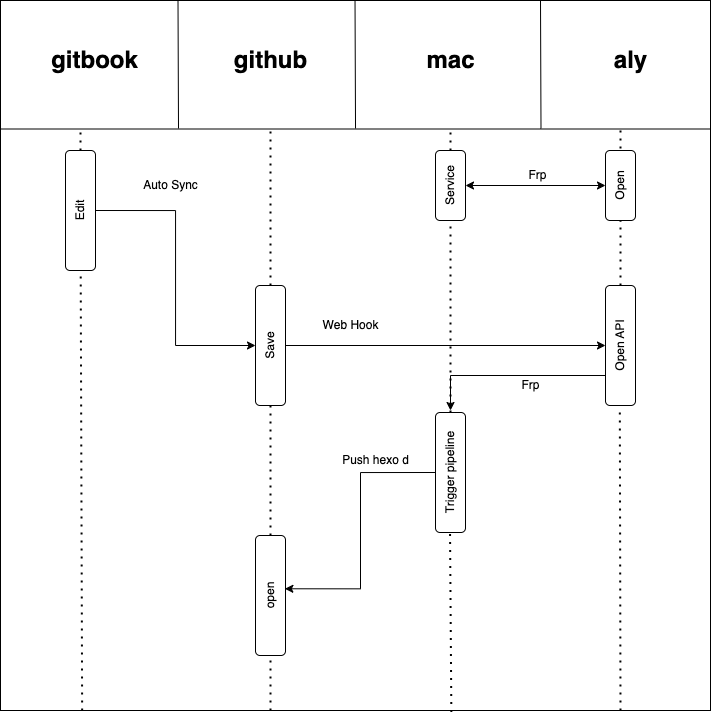 gitbook
github
mac
aly
Auto Sync
Edit
Service
Frp
Open
Save
Web Hook
Open API
Frp
Push hexo d
Trigger pipeline
open